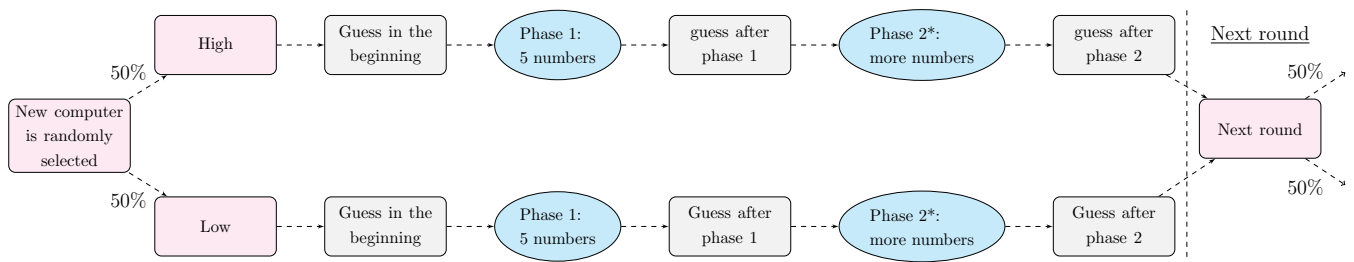 High
Guess in the
beginning
Phase 1:
5 numbers
guess after
phase 1
Phase 2*:
more numbers
guess after
phase 2
Next round
50%
50%
New computer
is randomly
selected
Next round
50%
50%
Low
Guess in the
beginning
Phase 1:
5 numbers
Guess after
phase 1
Phase 2*:
more numbers
Guess after
phase 2